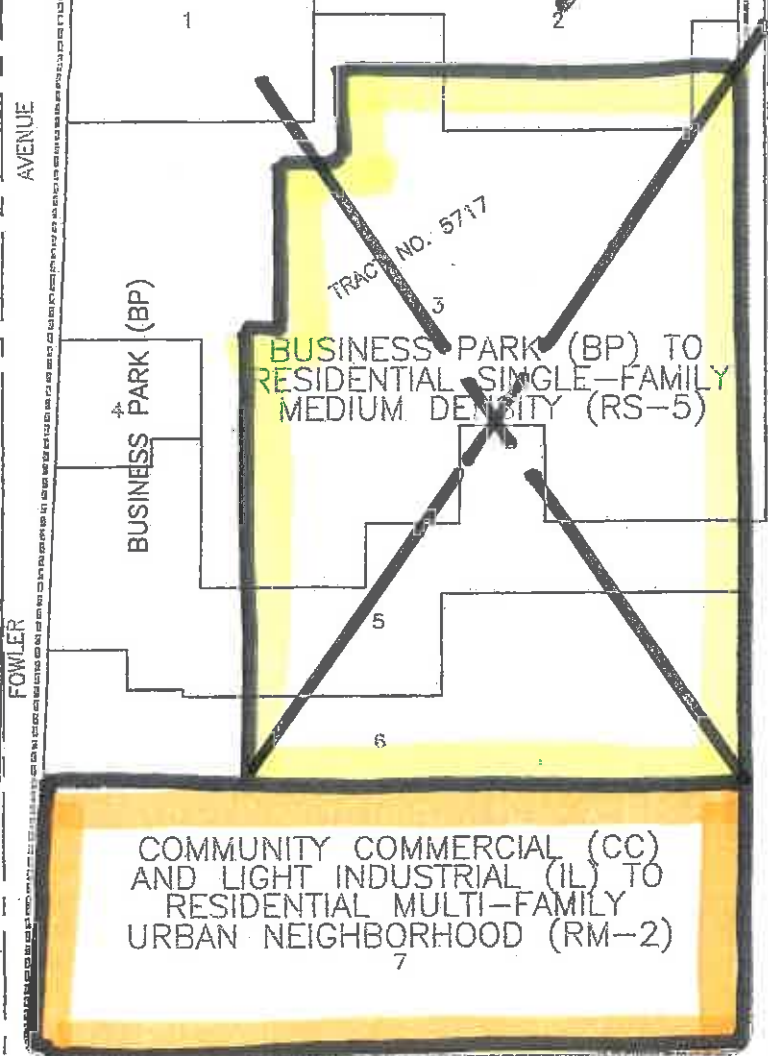 1
2
AVENUE
TRACT NO. 5717
3
BUSINESS PARK (BP) TO
RESIDENTIAL SINGLE-FAMILY
MEDIUM DENSITY (RS-5)
4
BUSINESS PARK (BP)
5
FOWLER
6
COMMUNITY COMMERCIAL (CC)
AND LIGHT INDUSTRIAL (IL) TO
RESIDENTIAL MULTI-FAMILY
URBAN NEIGHBORHOOD (RM-2)
7